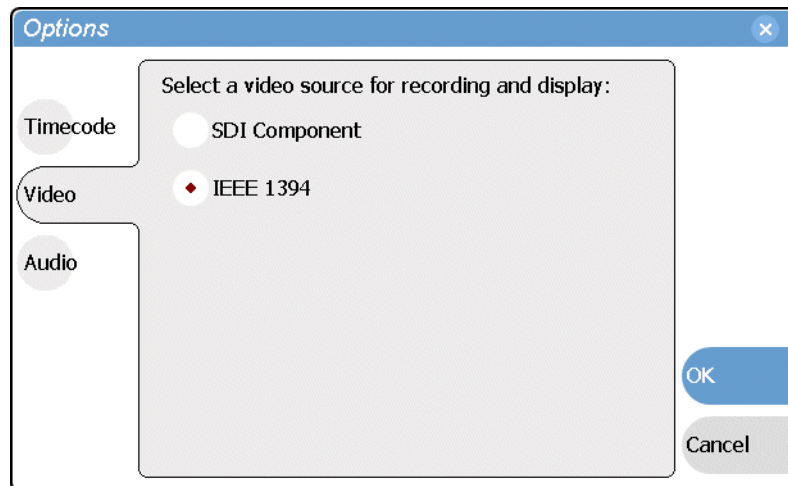 Options
Select a video source for recording and display:
Timecode
SDI Component
Video
IEEE 1394
Audio
OK
Cancel